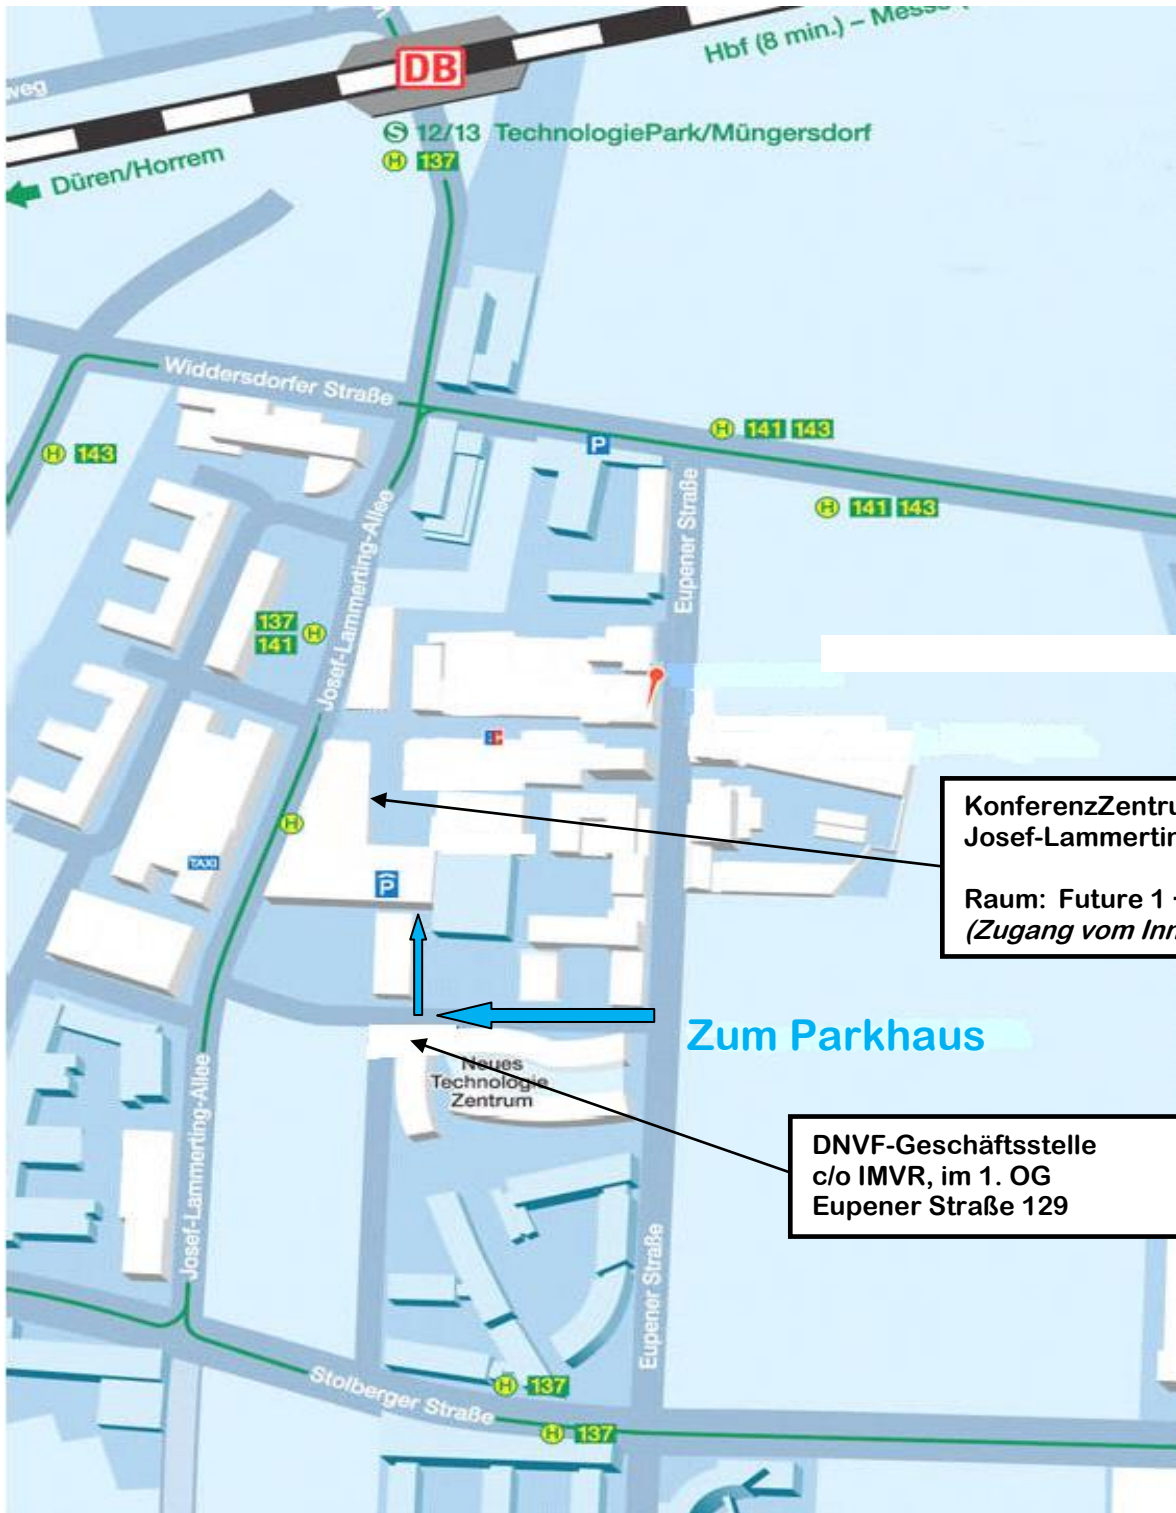 Hbf (8 min.) – Messe
DB
weg
S 12/13 TechnologiePark/Müngersdorf
H 137
Düren/Horrem
Widdersdorfer Straße
H 141 143
P
H 143
H 141 143
Josef-Lammerting-Allee
Eupener Straße
137 H
141
H
TAXI
P
KonferenzZentru
Josef-Lammertin
Raum: Future 1
(Zugang vom Inn
Zum Parkhaus
Neues
Technologie
Zentrum
DNVF-Geschäftsstelle
c/o IMVR, im 1. OG
Eupener Straße 129
Josef-Lammerting-Allee
Eupener Straße
Stolberger Straße
H 137
H 137